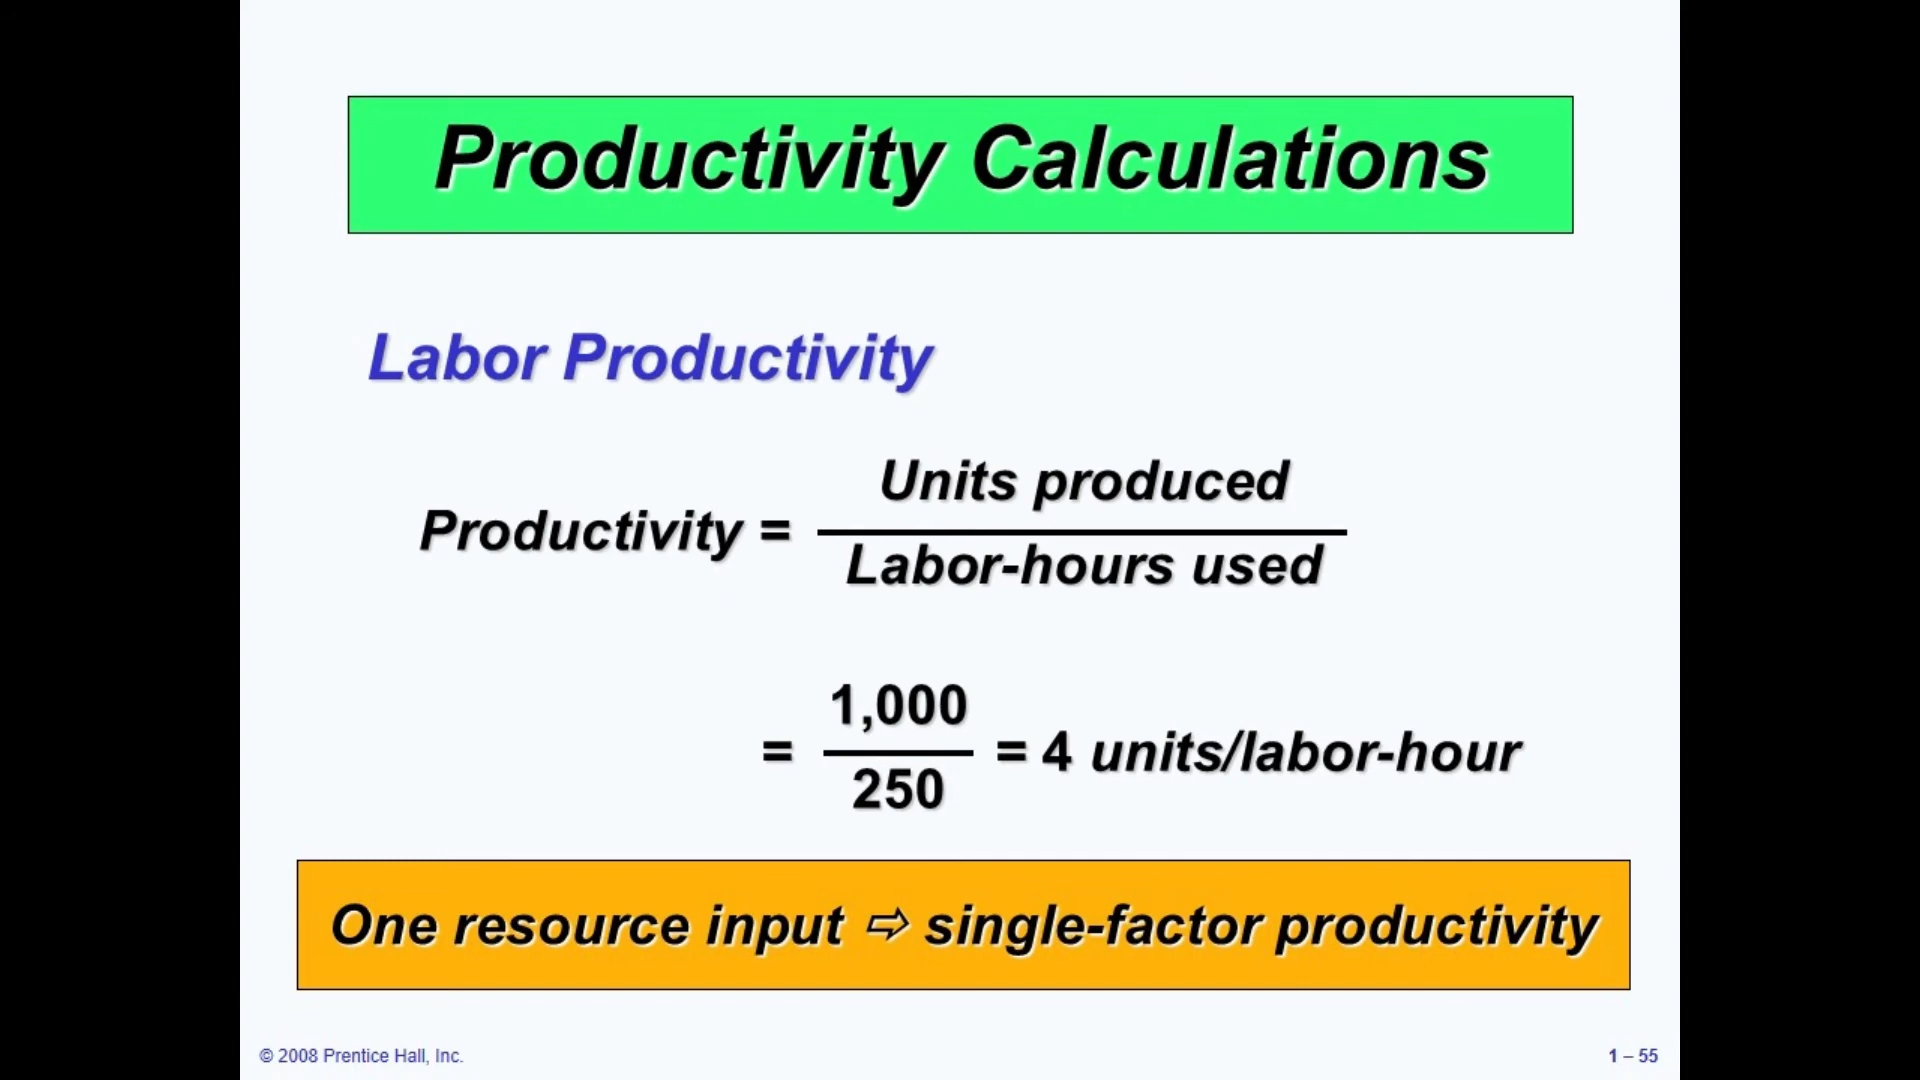 Productivity Calculations
Labor Productivity
Productivity =
Units produced
Labor-hours used
=
1,000
250
= 4 units/labor-hour
One resource input ⇨ single-factor productivity
© 2008 Prentice Hall, Inc.
1 – 55